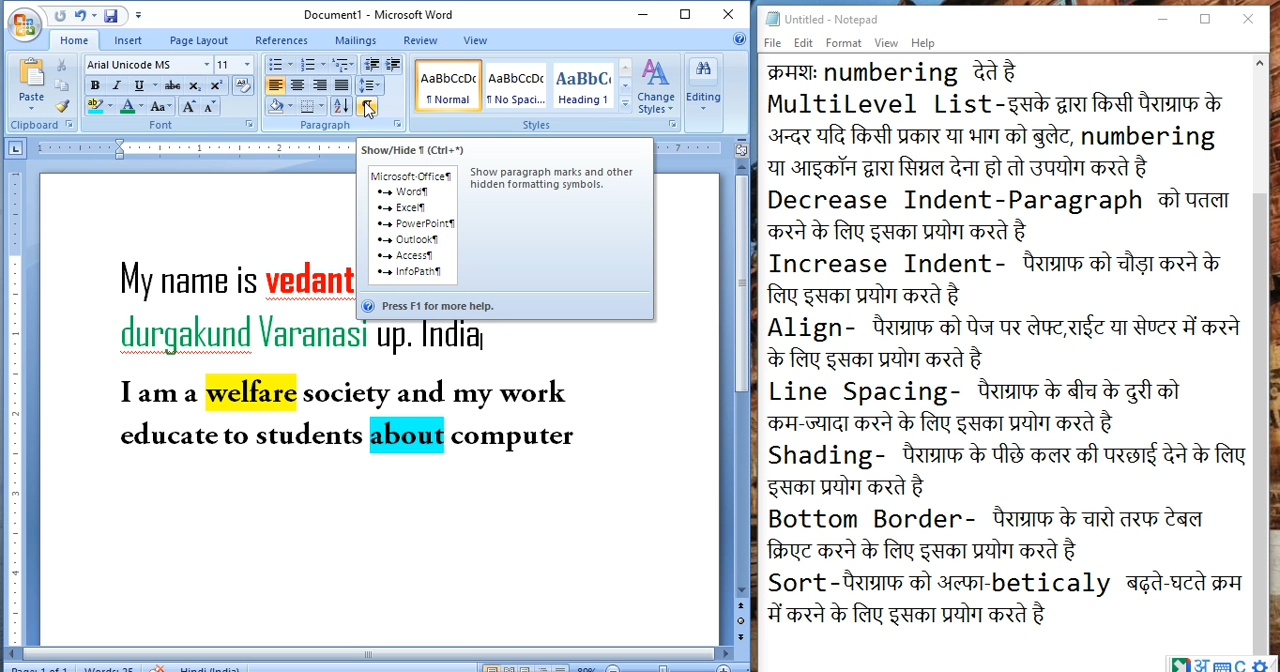 Document1 - Microsoft Word
Home Insert Page Layout References Mailings Review View
Arial Unicode MS 11
Paste
B I U abe x₂ x²
ab A Aa A A
AaBbCcDc AaBbCcDc AaBbC
¶ Normal ¶ No Spaci... Heading 1
Change Styles
Editing
Clipboard Font Paragraph Styles
Show/Hide ¶ (Ctrl+*)
Microsoft·Office¶
Word¶
Excel¶
PowerPoint¶
Outlook¶
Access¶
InfoPath¶
Show paragraph marks and other
hidden formatting symbols.
Press F1 for more help.
My name is vedant
durgakund Varanasi up. India
I am a welfare society and my work
educate to students about computer
Words: 25 Hindi (India) 80%
Untitled - Notepad
File Edit Format View Help
क्रमशः numbering देते है
MultiLevel List-इसके द्वारा किसी पैराग्राफ के
अन्दर यदि किसी प्रकार या भाग को बुलेट, numbering
या आइकॉन द्वारा सिग्नल देना हो तो उपयोग करते है
Decrease Indent-Paragraph को पतला
करने के लिए इसका प्रयोग करते है
Increase Indent- पैराग्राफ को चौड़ा करने के
लिए इसका प्रयोग करते है
Align- पैराग्राफ को पेज पर लेफ्ट,राईट या सेण्टर में करने
के लिए इसका प्रयोग करते है
Line Spacing- पैराग्राफ के बीच के दुरी को
कम-ज्यादा करने के लिए इसका प्रयोग करते है
Shading- पैराग्राफ के पीछे कलर की परछाई देने के लिए
इसका प्रयोग करते है
Bottom Border- पैराग्राफ के चारो तरफ टेबल
क्रिएट करने के लिए इसका प्रयोग करते है
Sort-पैराग्राफ को अल्फा-beticaly बढ़ते-घटते क्रम
में करने के लिए इसका प्रयोग करते है